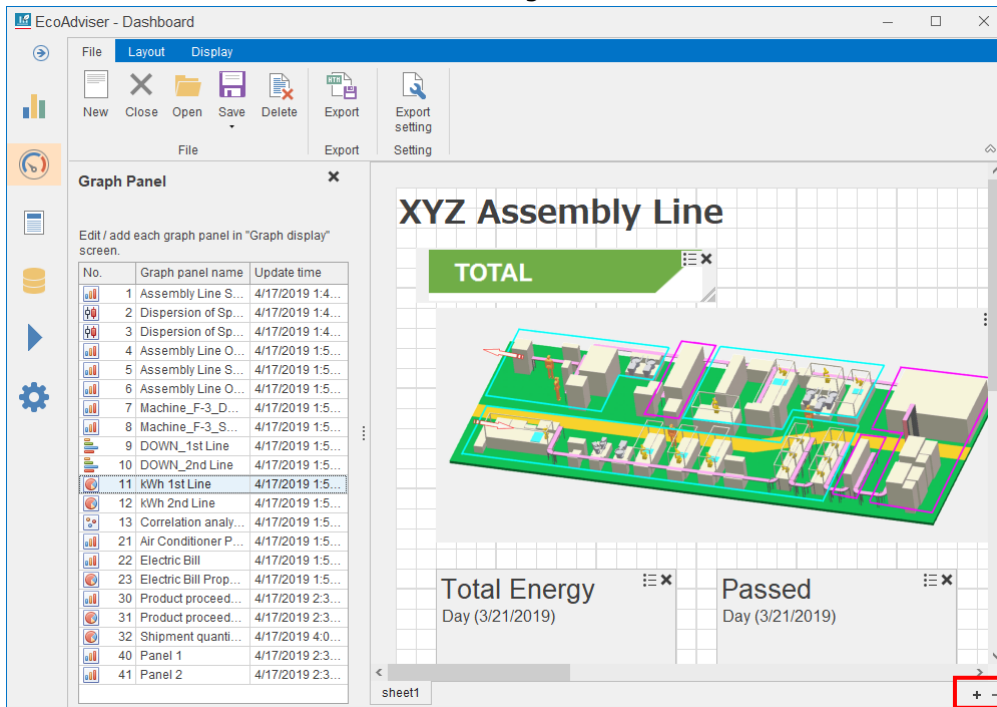 EcoAdviser - Dashboard
File Layout Display
New Close Open Save Delete Export Export setting
File Export Setting
Graph Panel
Edit / add each graph panel in "Graph display" screen.
No. Graph panel name Update time
1 Assembly Line S... 4/17/2019 1:4...
2 Dispersion of Sp... 4/17/2019 1:4...
3 Dispersion of Sp... 4/17/2019 1:4...
4 Assembly Line O... 4/17/2019 1:5...
5 Assembly Line S... 4/17/2019 1:5...
6 Assembly Line O... 4/17/2019 1:5...
7 Machine_F-3_D... 4/17/2019 1:5...
8 Machine_F-3_S... 4/17/2019 1:5...
9 DOWN_1st Line 4/17/2019 1:5...
10 DOWN_2nd Line 4/17/2019 1:5...
11 kWh 1st Line 4/17/2019 1:5...
12 kWh 2nd Line 4/17/2019 1:5...
13 Correlation analy... 4/17/2019 1:5...
21 Air Conditioner P... 4/17/2019 1:5...
22 Electric Bill 4/17/2019 1:5...
23 Electric Bill Prop... 4/17/2019 1:5...
30 Product proceed... 4/17/2019 2:3...
31 Product proceed... 4/17/2019 2:3...
32 Shipment quanti... 4/17/2019 4:0...
40 Panel 1 4/17/2019 2:3...
41 Panel 2 4/17/2019 2:3...
XYZ Assembly Line
TOTAL
Total Energy
Day (3/21/2019)
Passed
Day (3/21/2019)
sheet1
+ -